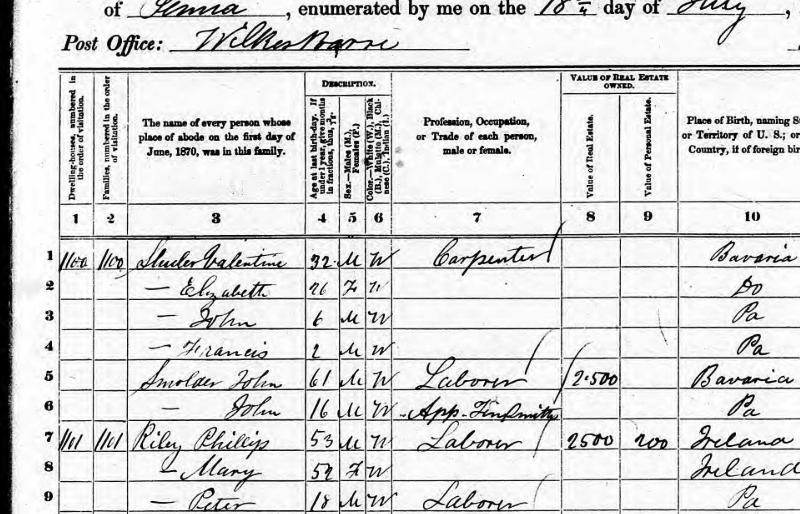 of Penna, enumerated by me on the 18th day of July,
Post Office: Wilkesbarre
DESCRIPTION.
VALUE OF REAL ESTATE OWNED.
Dwelling-houses, numbered in the order of visitation.
Families, numbered in the order of visitation.
The name of every person whose place of abode on the first day of June, 1870, was in this family.
Age at last birth-day. If under 1 year, give months in fractions, thus,
Sex.—Males (M.), Females (F.)
Color.—White (W.), Black (B.), Mulatto (M.), Chinese (C.), Indian (I.)
Profession, Occupation, or Trade of each person, male or female.
Value of Real Estate.
Value of Personal Estate.
Place of Birth, naming
or Territory of U. S.; or
Country, if of foreign
1 2 3 4 5 6 7 8 9 10
1 1100 1100 Valentine 32 M W Carpenter Bavaria
2 — Elizabeth 26 F W Do
3 — John 6 M W Pa
4 — Francis 2 M W Pa
5 Smolder John 61 M W Laborer 2500 Bavaria
6 — John 16 M W App. Tinsmith Pa
7 1101 1101 Riley Phillip 53 M W Laborer 2500 200 Ireland
8 — Mary 52 F W Ireland
9 — Peter 18 M W Laborer Pa